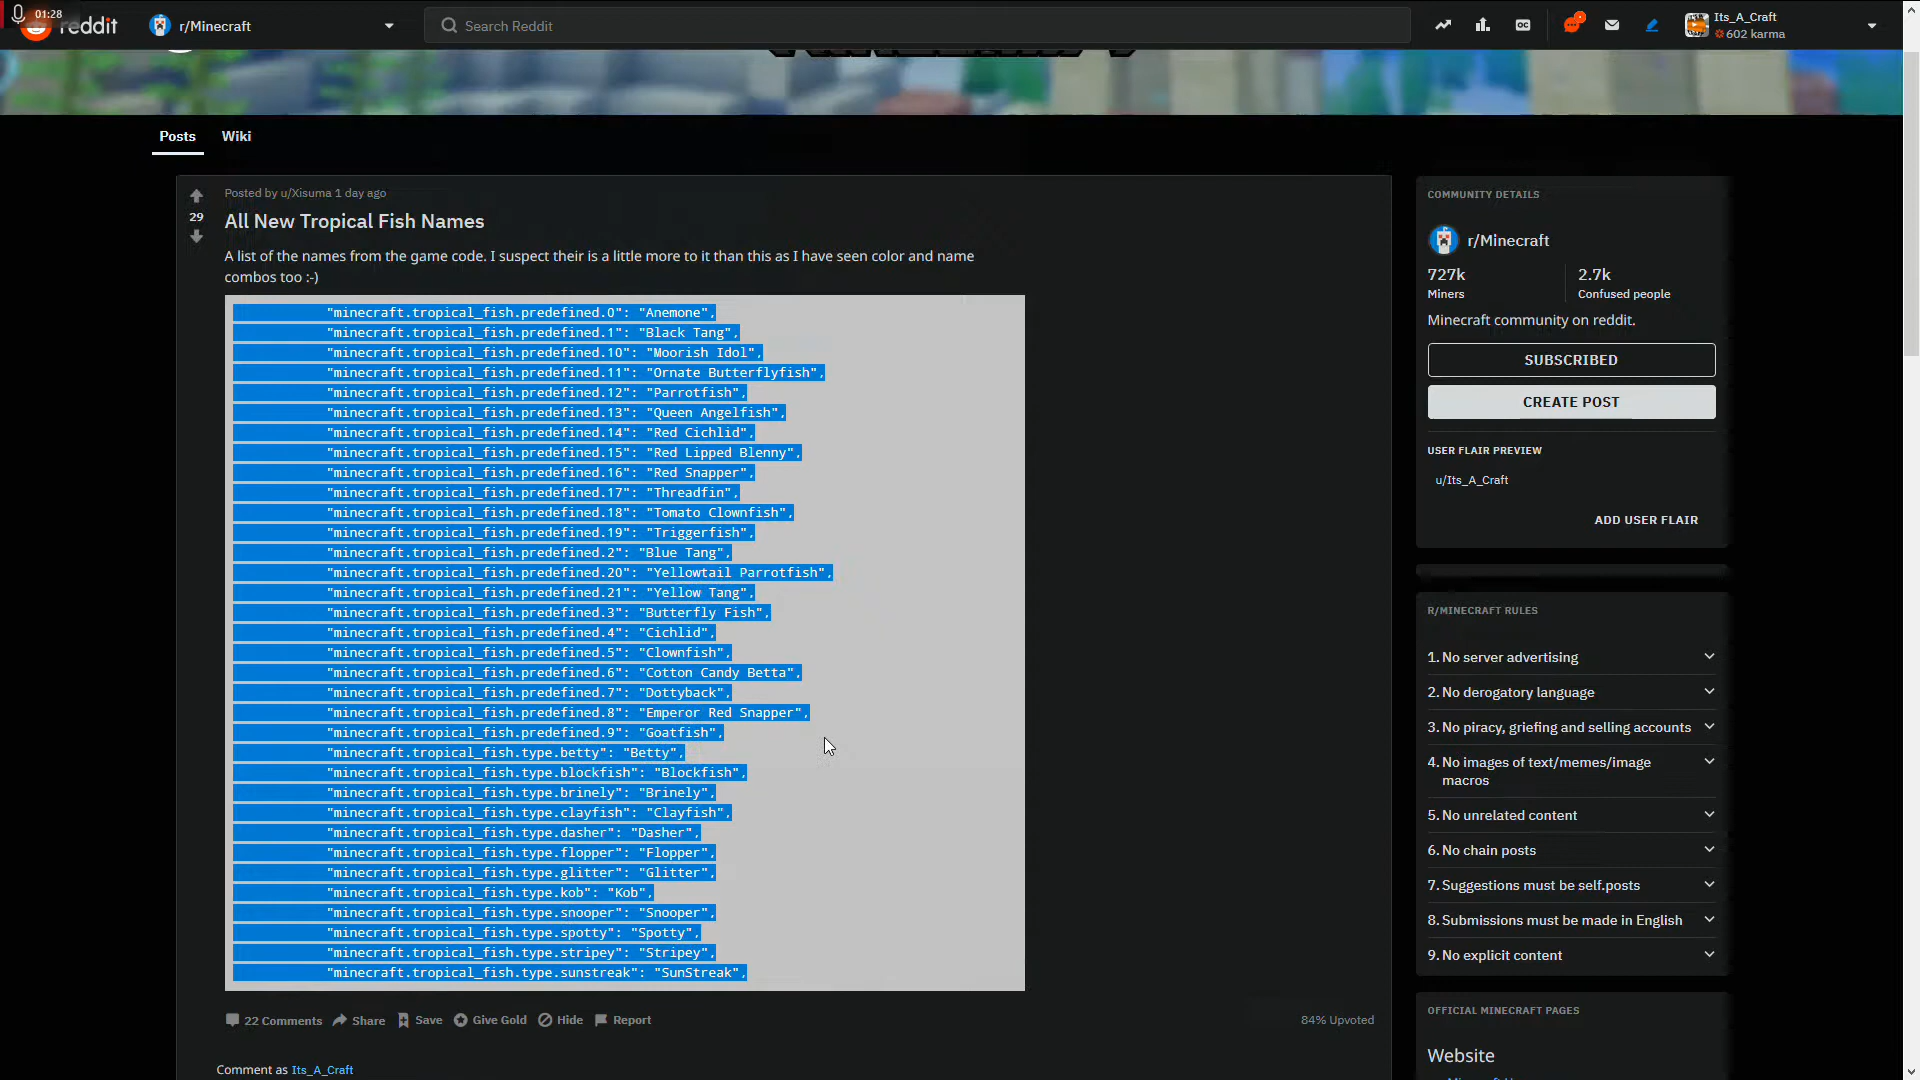 01:28
reddit
r/Minecraft
Search Reddit
Its_A_Craft
602 karma
Posts
Wiki
Posted by u/Xisuma 1 day ago
29
All New Tropical Fish Names
A list of the names from the game code. I suspect their is a little more to it than this as I have seen color and name
combos too :-)
"minecraft.tropical_fish.predefined.0": "Anemone",
"minecraft.tropical_fish.predefined.1": "Black Tang",
"minecraft.tropical_fish.predefined.10": "Moorish Idol",
"minecraft.tropical_fish.predefined.11": "Ornate Butterflyfish",
"minecraft.tropical_fish.predefined.12": "Parrotfish",
"minecraft.tropical_fish.predefined.13": "Queen Angelfish",
"minecraft.tropical_fish.predefined.14": "Red Cichlid",
"minecraft.tropical_fish.predefined.15": "Red Lipped Blenny",
"minecraft.tropical_fish.predefined.16": "Red Snapper",
"minecraft.tropical_fish.predefined.17": "Threadfin",
"minecraft.tropical_fish.predefined.18": "Tomato Clownfish",
"minecraft.tropical_fish.predefined.19": "Triggerfish",
"minecraft.tropical_fish.predefined.2": "Blue Tang",
"minecraft.tropical_fish.predefined.20": "Yellowtail Parrotfish",
"minecraft.tropical_fish.predefined.21": "Yellow Tang",
"minecraft.tropical_fish.predefined.3": "Butterfly Fish",
"minecraft.tropical_fish.predefined.4": "Cichlid",
"minecraft.tropical_fish.predefined.5": "Clownfish",
"minecraft.tropical_fish.predefined.6": "Cotton Candy Betta",
"minecraft.tropical_fish.predefined.7": "Dottyback",
"minecraft.tropical_fish.predefined.8": "Emperor Red Snapper",
"minecraft.tropical_fish.predefined.9": "Goatfish",
"minecraft.tropical_fish.type.betty": "Betty",
"minecraft.tropical_fish.type.blockfish": "Blockfish",
"minecraft.tropical_fish.type.brinely": "Brinely",
"minecraft.tropical_fish.type.clayfish": "Clayfish",
"minecraft.tropical_fish.type.dasher": "Dasher",
"minecraft.tropical_fish.type.flopper": "Flopper",
"minecraft.tropical_fish.type.glitter": "Glitter",
"minecraft.tropical_fish.type.kob": "Kob",
"minecraft.tropical_fish.type.snooper": "Snooper",
"minecraft.tropical_fish.type.spotty": "Spotty",
"minecraft.tropical_fish.type.stripey": "Stripey",
"minecraft.tropical_fish.type.sunstreak": "SunStreak",
22 Comments Share Save Give Gold Hide Report 84% Upvoted
Comment as Its_A_Craft
COMMUNITY DETAILS
r/Minecraft
727k 2.7k
Miners Confused people
Minecraft community on reddit.
SUBSCRIBED
CREATE POST
USER FLAIR PREVIEW
u/Its_A_Craft
ADD USER FLAIR
R/MINECRAFT RULES
1. No server advertising
2. No derogatory language
3. No piracy, griefing and selling accounts
4. No images of text/memes/image
macros
5. No unrelated content
6. No chain posts
7. Suggestions must be self.posts
8. Submissions must be made in English
9. No explicit content
OFFICIAL MINECRAFT PAGES
Website